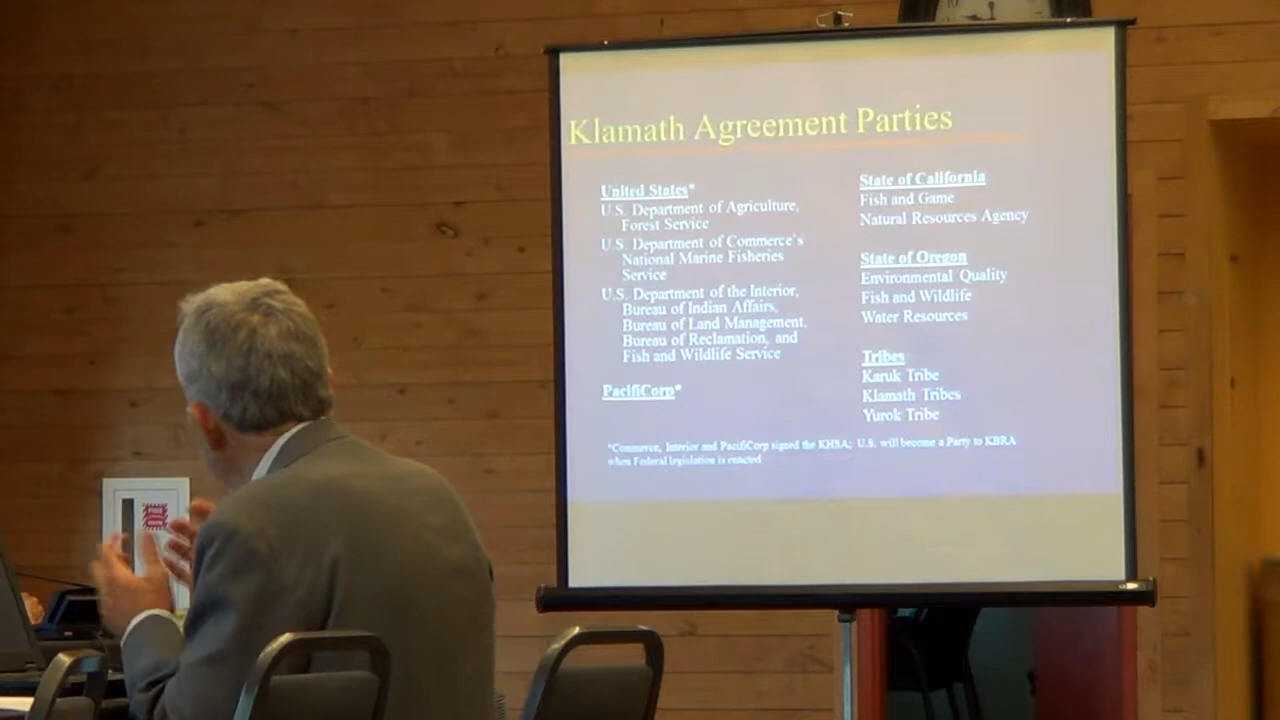 Klamath Agreement Parties
United States*
U.S. Department of Agriculture,
Forest Service
U.S. Department of Commerce's
National Marine Fisheries
Service
U.S. Department of the Interior,
Bureau of Indian Affairs,
Bureau of Land Management,
Bureau of Reclamation, and
Fish and Wildlife Service
PacifiCorp*
State of California
Fish and Game
Natural Resources Agency
State of Oregon
Environmental Quality
Fish and Wildlife
Water Resources
Tribes
Karuk Tribe
Klamath Tribes
Yurok Tribe
*Commerce, Interior and PacifiCorp signed the KHSA; U.S. will become a Party to KBRA
when Federal legislation is enacted
FIRE
10